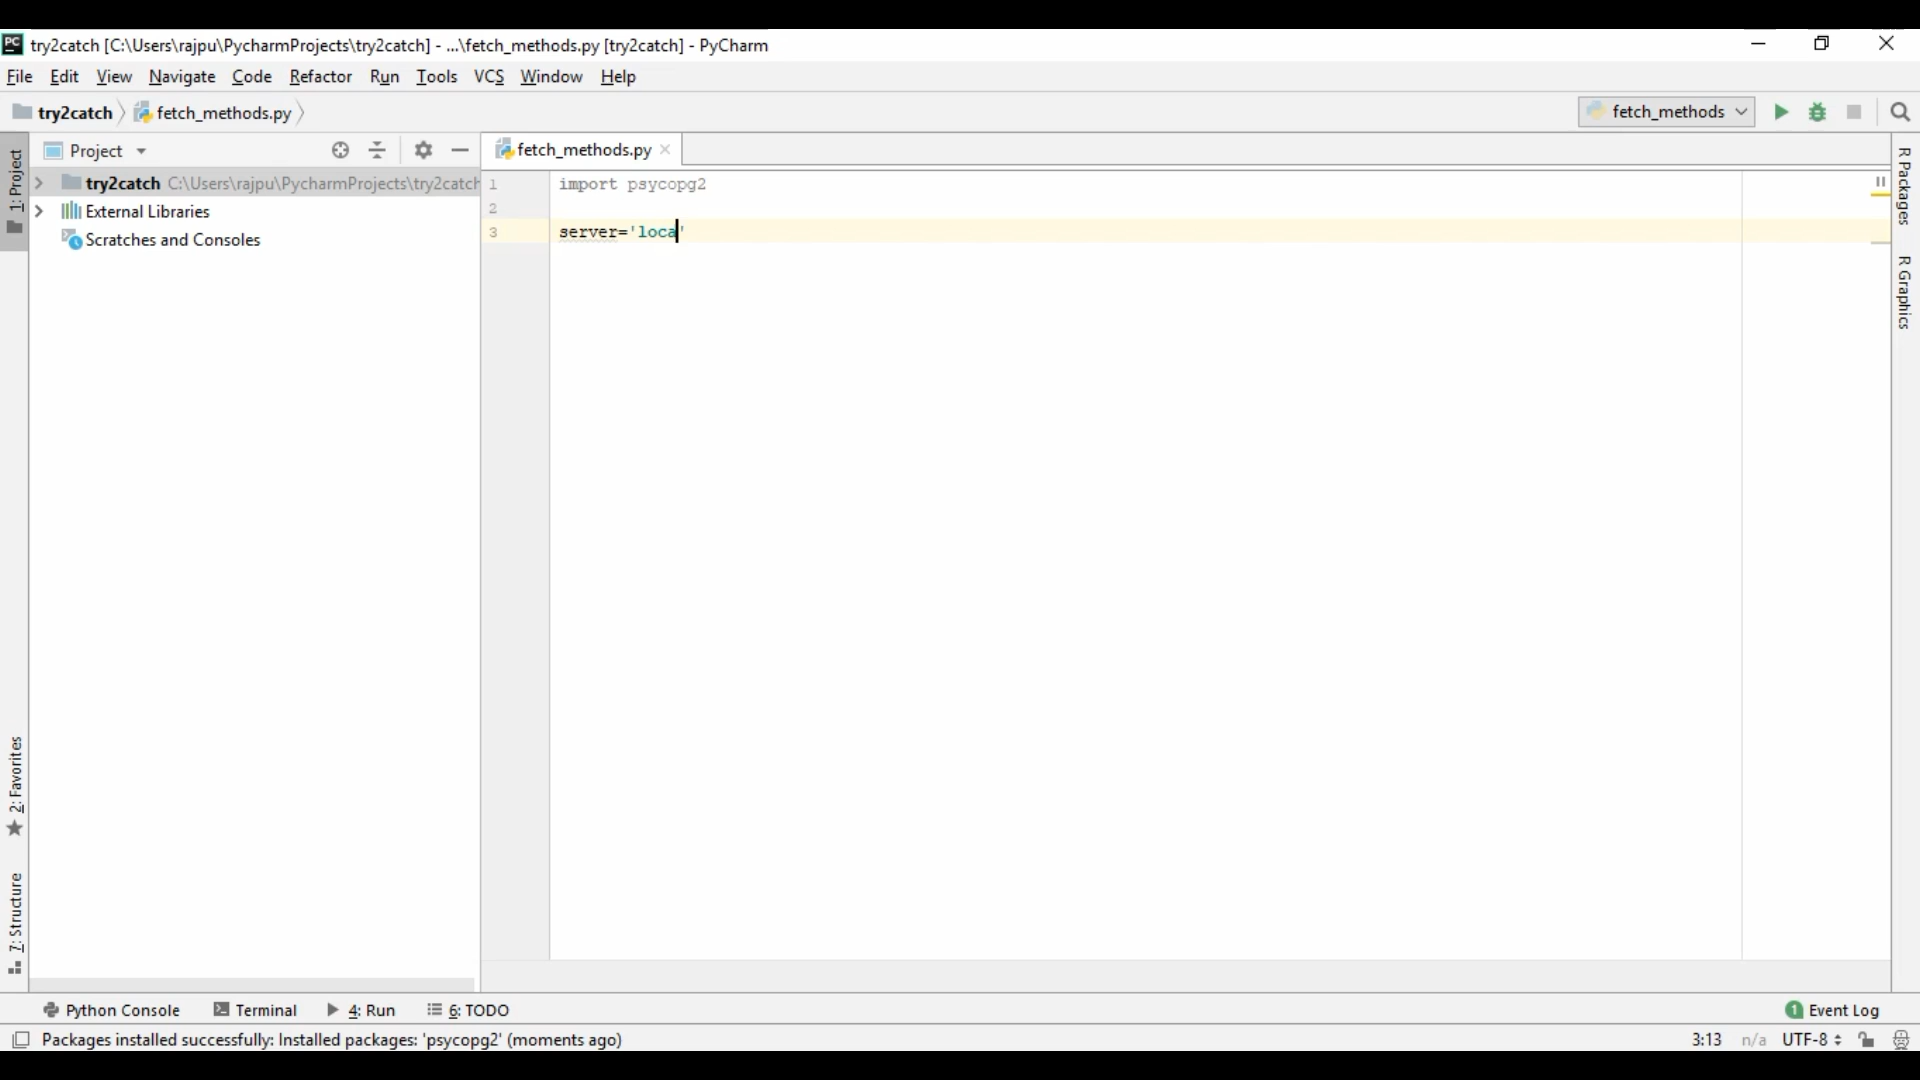 PC try2catch [C:\Users\rajpu\PycharmProjects\try2catch] - ...\fetch_methods.py [try2catch] - PyCharm
File Edit View Navigate Code Refactor Run Tools VCS Window Help
try2catch fetch_methods.py fetch_methods
1: Project
Project
fetch_methods.py
R Packages
try2catch C:\Users\rajpu\PycharmProjects\try2catch
1 import psycopg2
External Libraries
2
3 server='loca'
Scratches and Consoles
R Graphics
2: Favorites
7: Structure
Python Console Terminal 4: Run 6: TODO 1 Event Log
Packages installed successfully: Installed packages: 'psycopg2' (moments ago) 3:13 n/a UTF-8